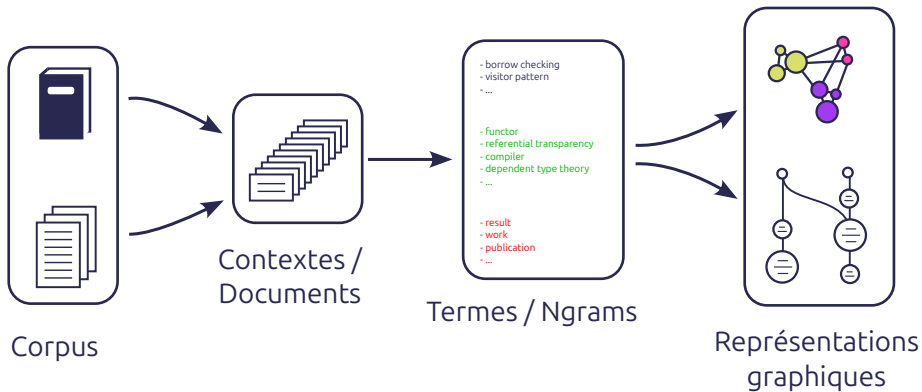 - borrow checking
- visitor pattern
- ...
- functor
- referential transparency
- compiler
- dependent type theory
- ...
- result
- work
- publication
- ...
Corpus
Contextes /
Documents
Termes / Ngrams
Représentations
graphiques